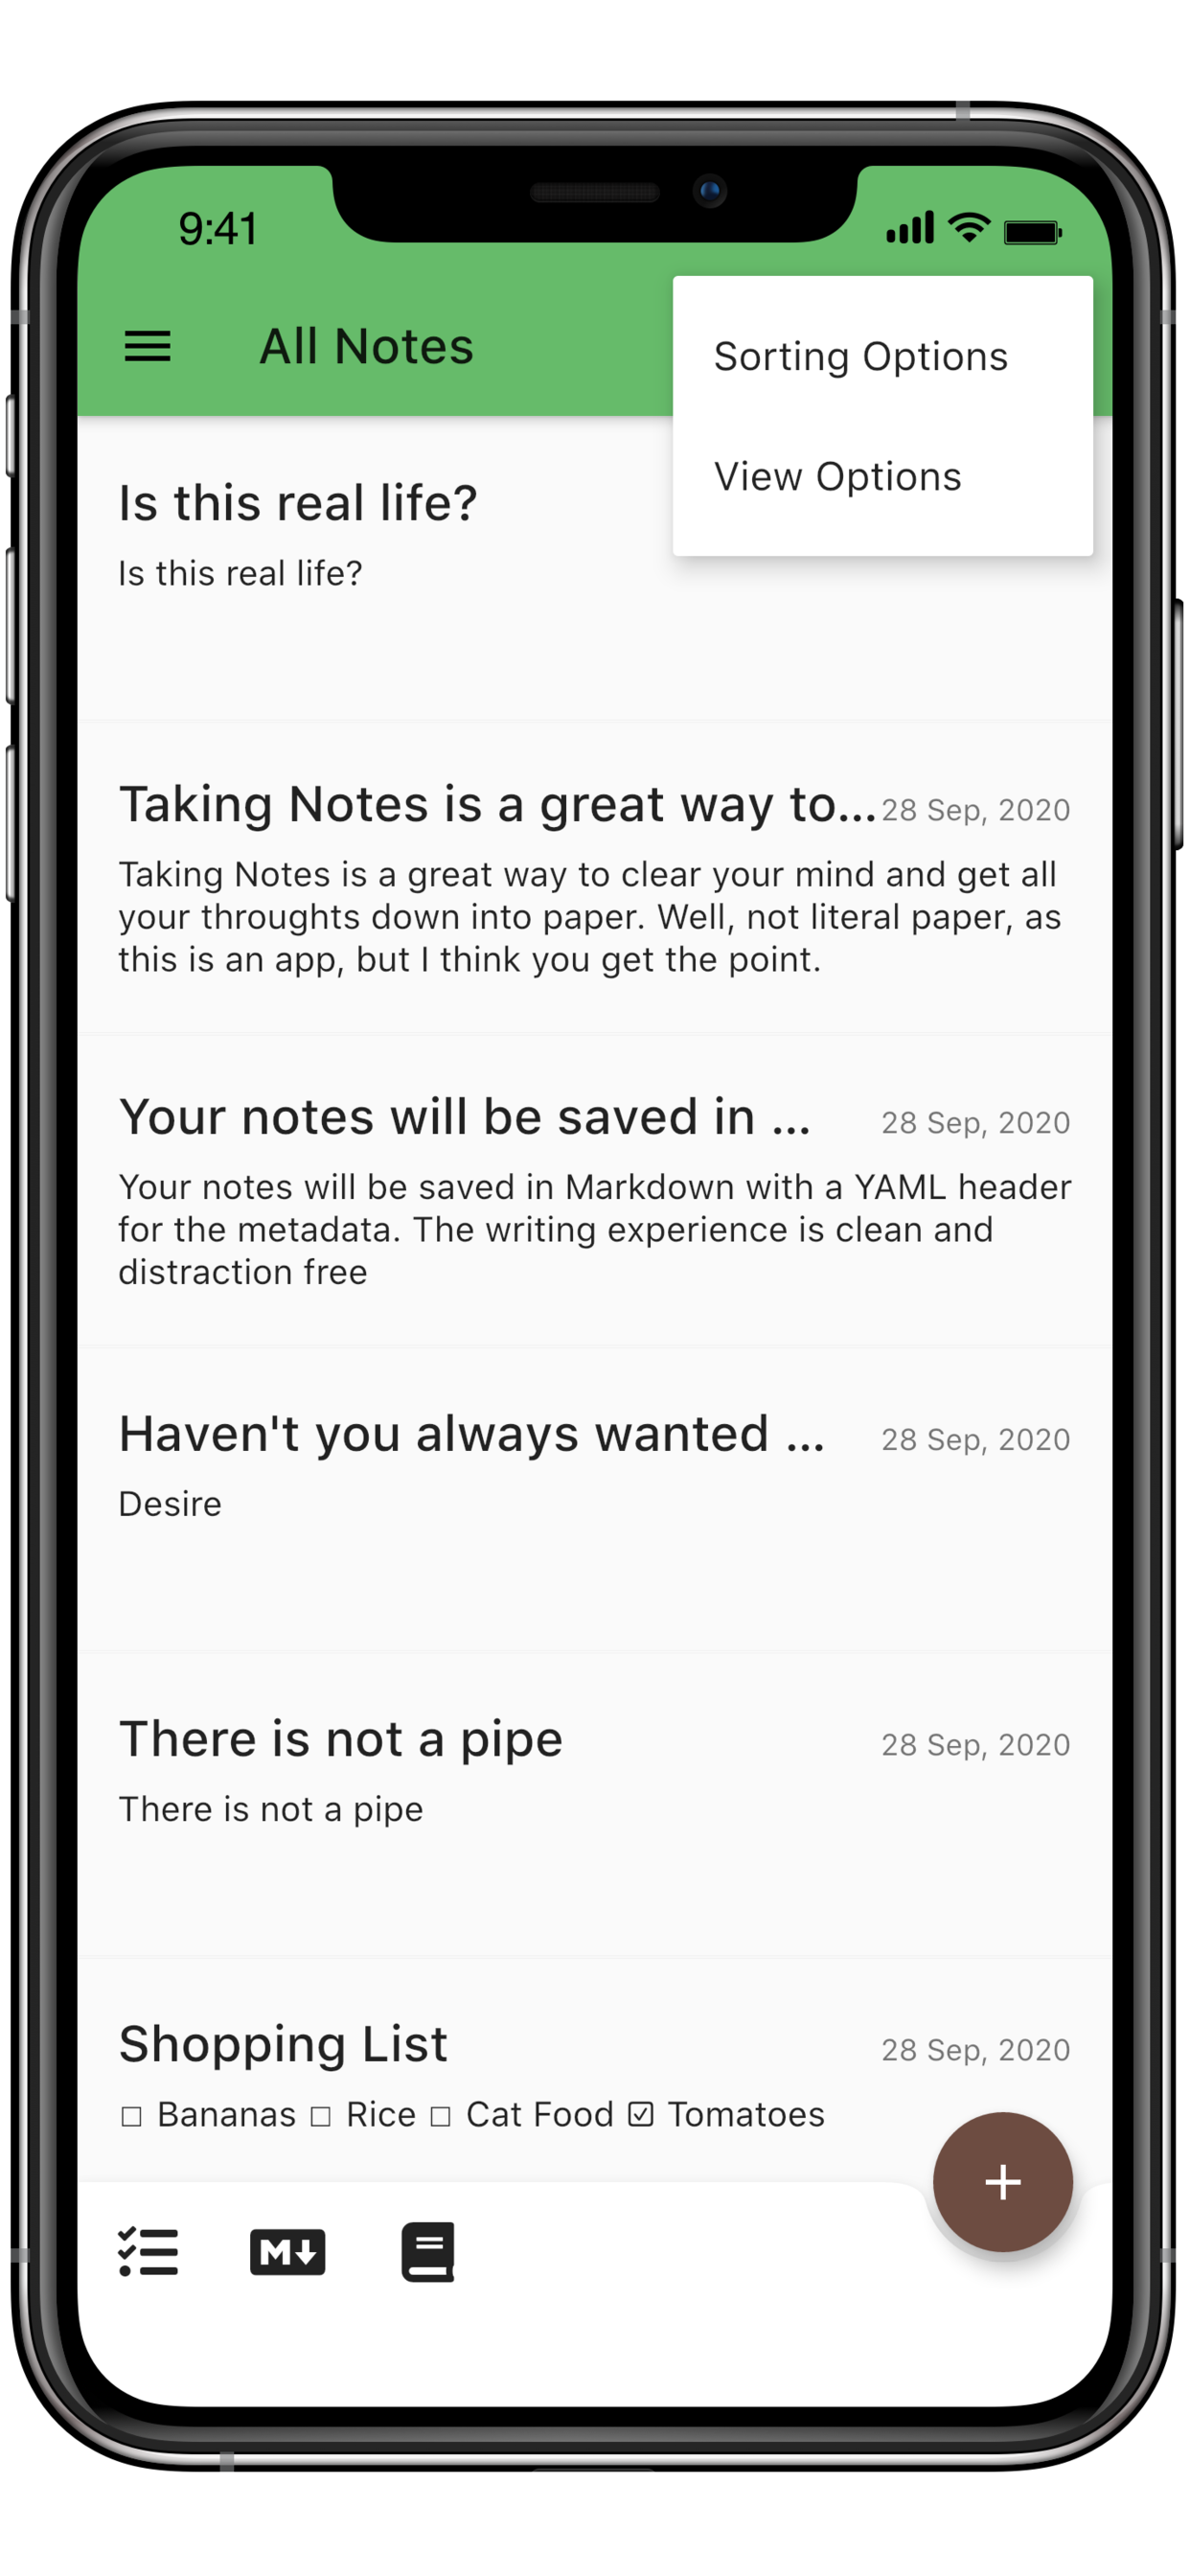 9:41
All Notes
Sorting Options
View Options
Is this real life?
Is this real life?
Taking Notes is a great way to... 28 Sep, 2020
Taking Notes is a great way to clear your mind and get all
your throughts down into paper. Well, not literal paper, as
this is an app, but I think you get the point.
Your notes will be saved in ... 28 Sep, 2020
Your notes will be saved in Markdown with a YAML header
for the metadata. The writing experience is clean and
distraction free
Haven't you always wanted ... 28 Sep, 2020
Desire
There is not a pipe 28 Sep, 2020
There is not a pipe
Shopping List 28 Sep, 2020
☐ Bananas ☐ Rice ☐ Cat Food ☑ Tomatoes
M